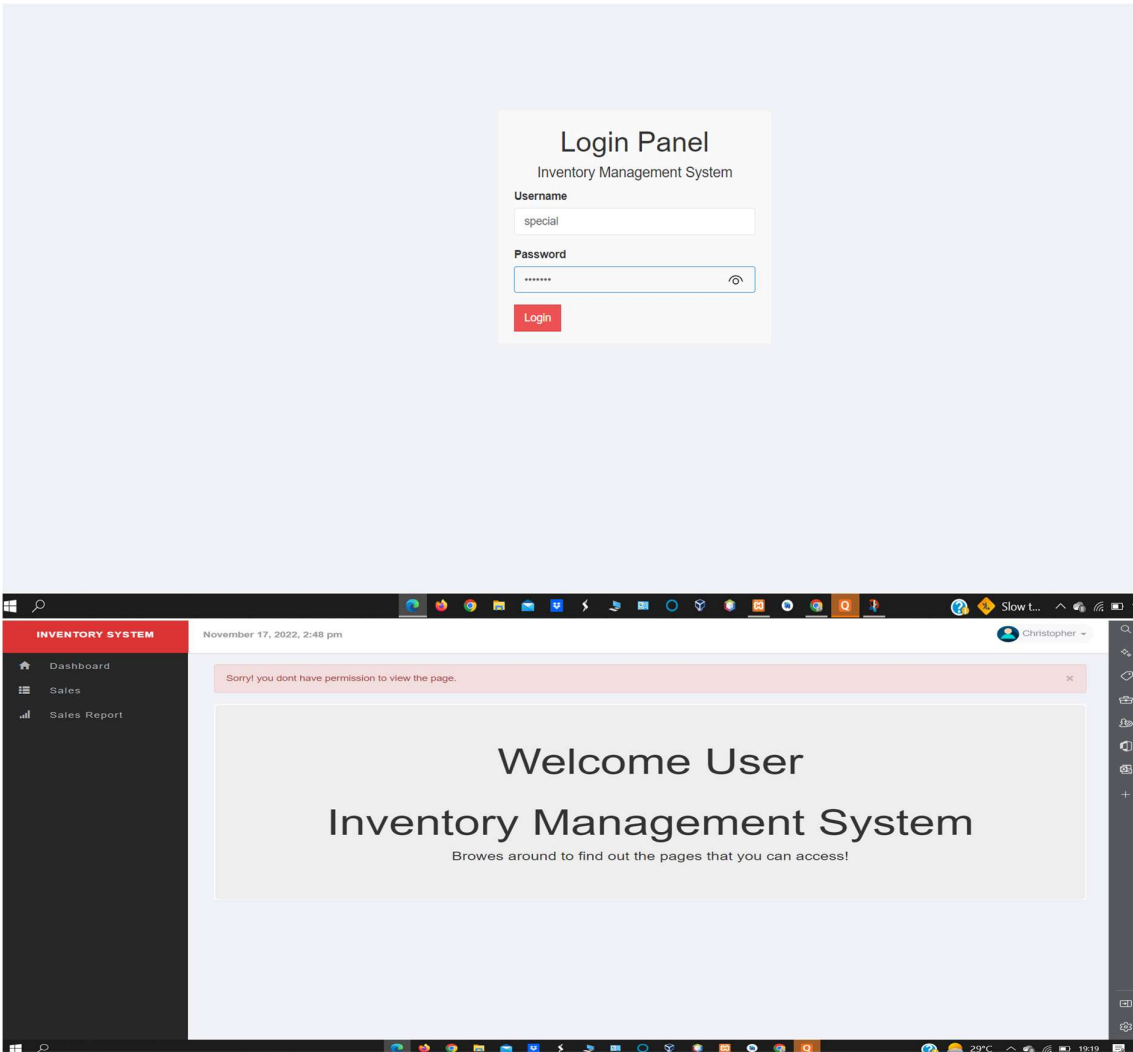 Login Panel
Inventory Management System
Username
special
Password
•••••••
Login
Slow t...
INVENTORY SYSTEM
November 17, 2022, 2:48 pm
Christopher
Dashboard
Sales
Sales Report
Sorry! you dont have permission to view the page.
×
Welcome User
Inventory Management System
Browes around to find out the pages that you can access!
29°C
19:19